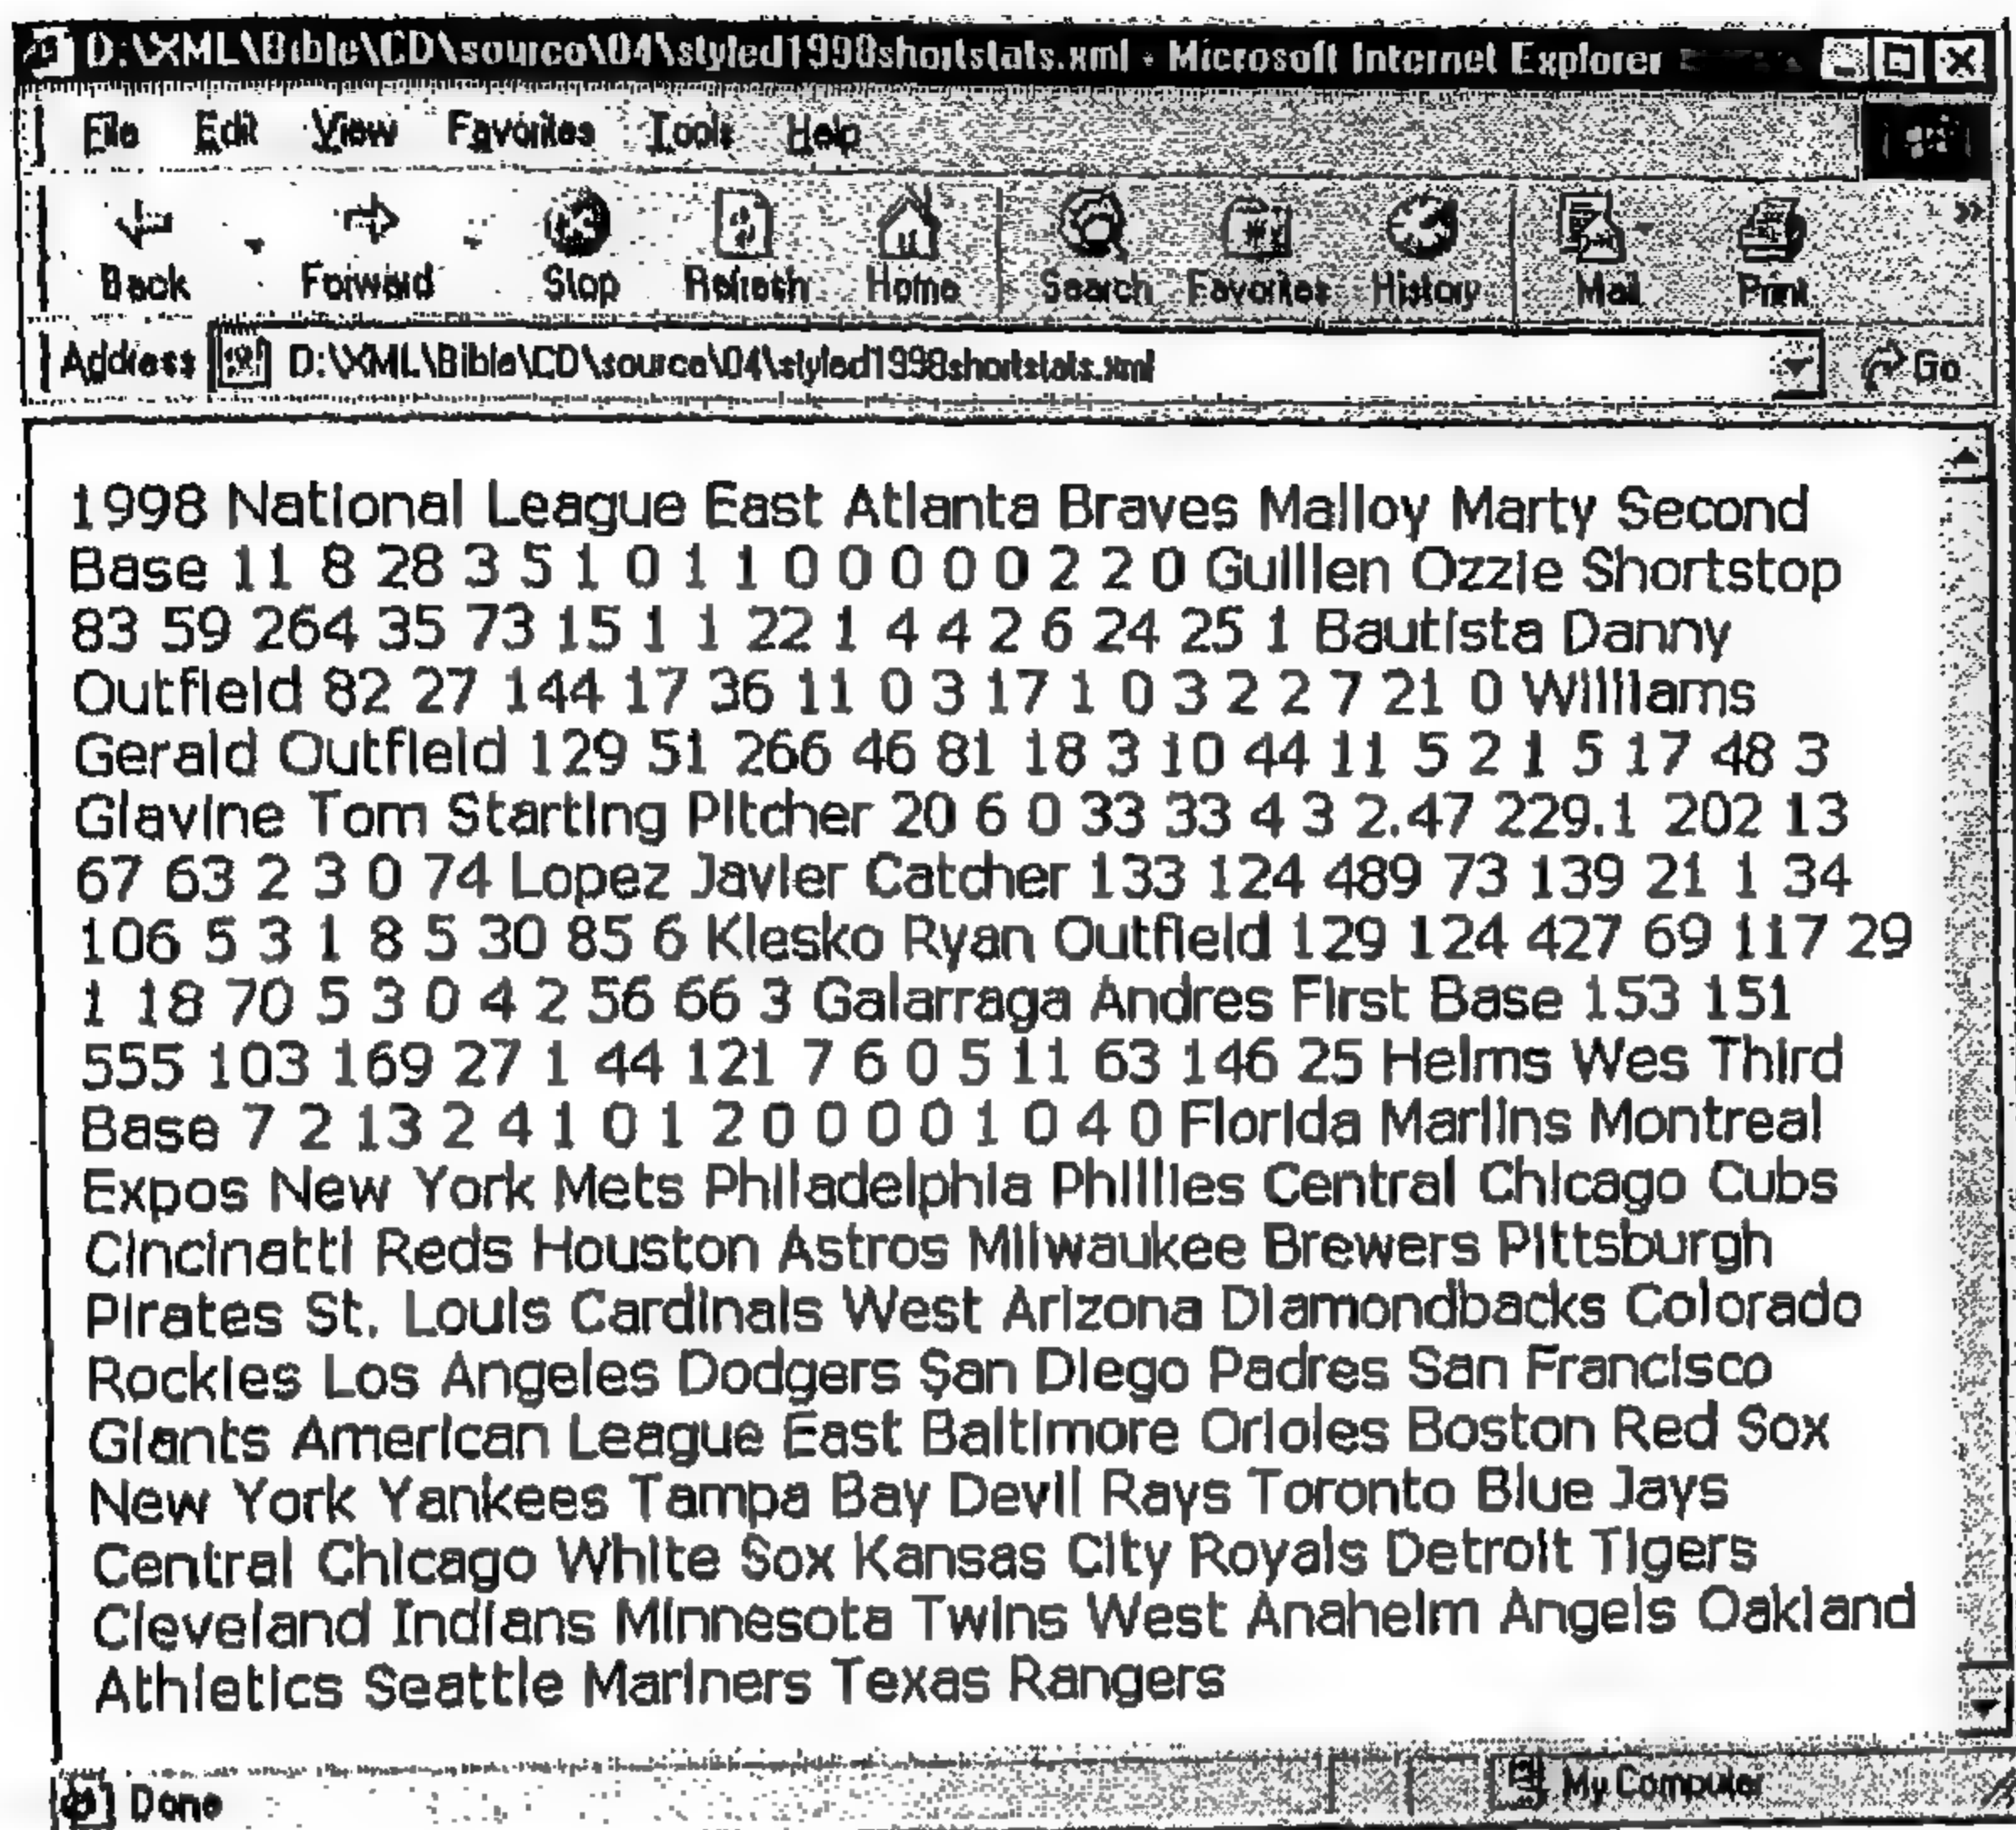 D:\XML\Bible\CD\source\04\styled1998shortstats.xml - Microsoft Internet Explorer
File Edit View Favorites Tools Help
Back Forward Stop Refresh Home Search Favorites History Mail Print »
Address D:\XML\Bible\CD\source\04\styled1998shortstats.xml Go
1998 National League East Atlanta Braves Malloy Marty Second
Base 11 8 28 3 5 1 0 1 1 0 0 0 0 0 2 2 0 Guillen Ozzie Shortstop
83 59 264 35 73 15 1 1 22 1 4 4 2 6 24 25 1 Bautista Danny
Outfield 82 27 144 17 36 11 0 3 17 1 0 3 2 2 7 21 0 Williams
Gerald Outfield 129 51 266 46 81 18 3 10 44 11 5 2 1 5 17 48 3
Glavine Tom Starting Pitcher 20 6 0 33 33 4 3 2.47 229.1 202 13
67 63 2 3 0 74 Lopez Javier Catcher 133 124 489 73 139 21 1 34
106 5 3 1 8 5 30 85 6 Klesko Ryan Outfield 129 124 427 69 117 29
1 18 70 5 3 0 4 2 56 66 3 Galarraga Andres First Base 153 151
555 103 169 27 1 44 121 7 6 0 5 11 63 146 25 Helms Wes Third
Base 7 2 13 2 4 1 0 1 2 0 0 0 0 1 0 4 0 Florida Marlins Montreal
Expos New York Mets Philadelphia Phillies Central Chicago Cubs
Cincinatti Reds Houston Astros Milwaukee Brewers Pittsburgh
Pirates St. Louis Cardinals West Arizona Diamondbacks Colorado
Rockies Los Angeles Dodgers San Diego Padres San Francisco
Giants American League East Baltimore Orioles Boston Red Sox
New York Yankees Tampa Bay Devil Rays Toronto Blue Jays
Central Chicago White Sox Kansas City Royals Detroit Tigers
Cleveland Indians Minnesota Twins West Anaheim Angels Oakland
Athletics Seattle Mariners Texas Rangers
Done My Computer